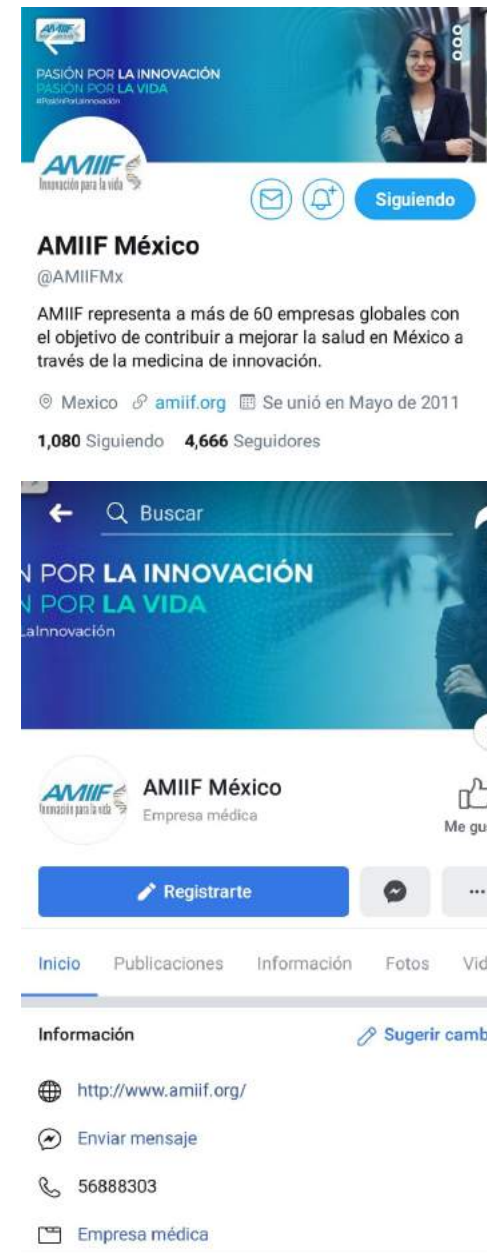 AMIIF
PASIÓN POR LA INNOVACIÓN
PASIÓN POR LA VIDA
#PasiónPorLaInnovación
AMIIF
Innovación para la vida
Siguiendo
AMIIF México
@AMIIFMx
AMIIF representa a más de 60 empresas globales con
el objetivo de contribuir a mejorar la salud en México a
través de la medicina de innovación.
Mexico amiif.org Se unió en Mayo de 2011
1,080 Siguiendo 4,666 Seguidores
Buscar
N POR LA INNOVACIÓN
N POR LA VIDA
LaInnovación
AMIIF
Innovación para la vida
AMIIF México
Empresa médica
Me gus
Registrarte
Inicio Publicaciones Información Fotos Vid
Información
Sugerir camb
http://www.amiif.org/
Enviar mensaje
56888303
Empresa médica